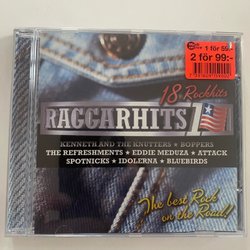 1 för 59:-
2 för 99:-
18 Rockhits
RAGGARHITS 1
KENNETH AND THE KNUTTERS ★ BOPPERS
THE REFRESHMENTS ★ EDDIE MEDUZA ★ ATTACK
SPOTNICKS ★ IDOLERNA ★ BLUEBIRDS
The best Rock
on the Road!